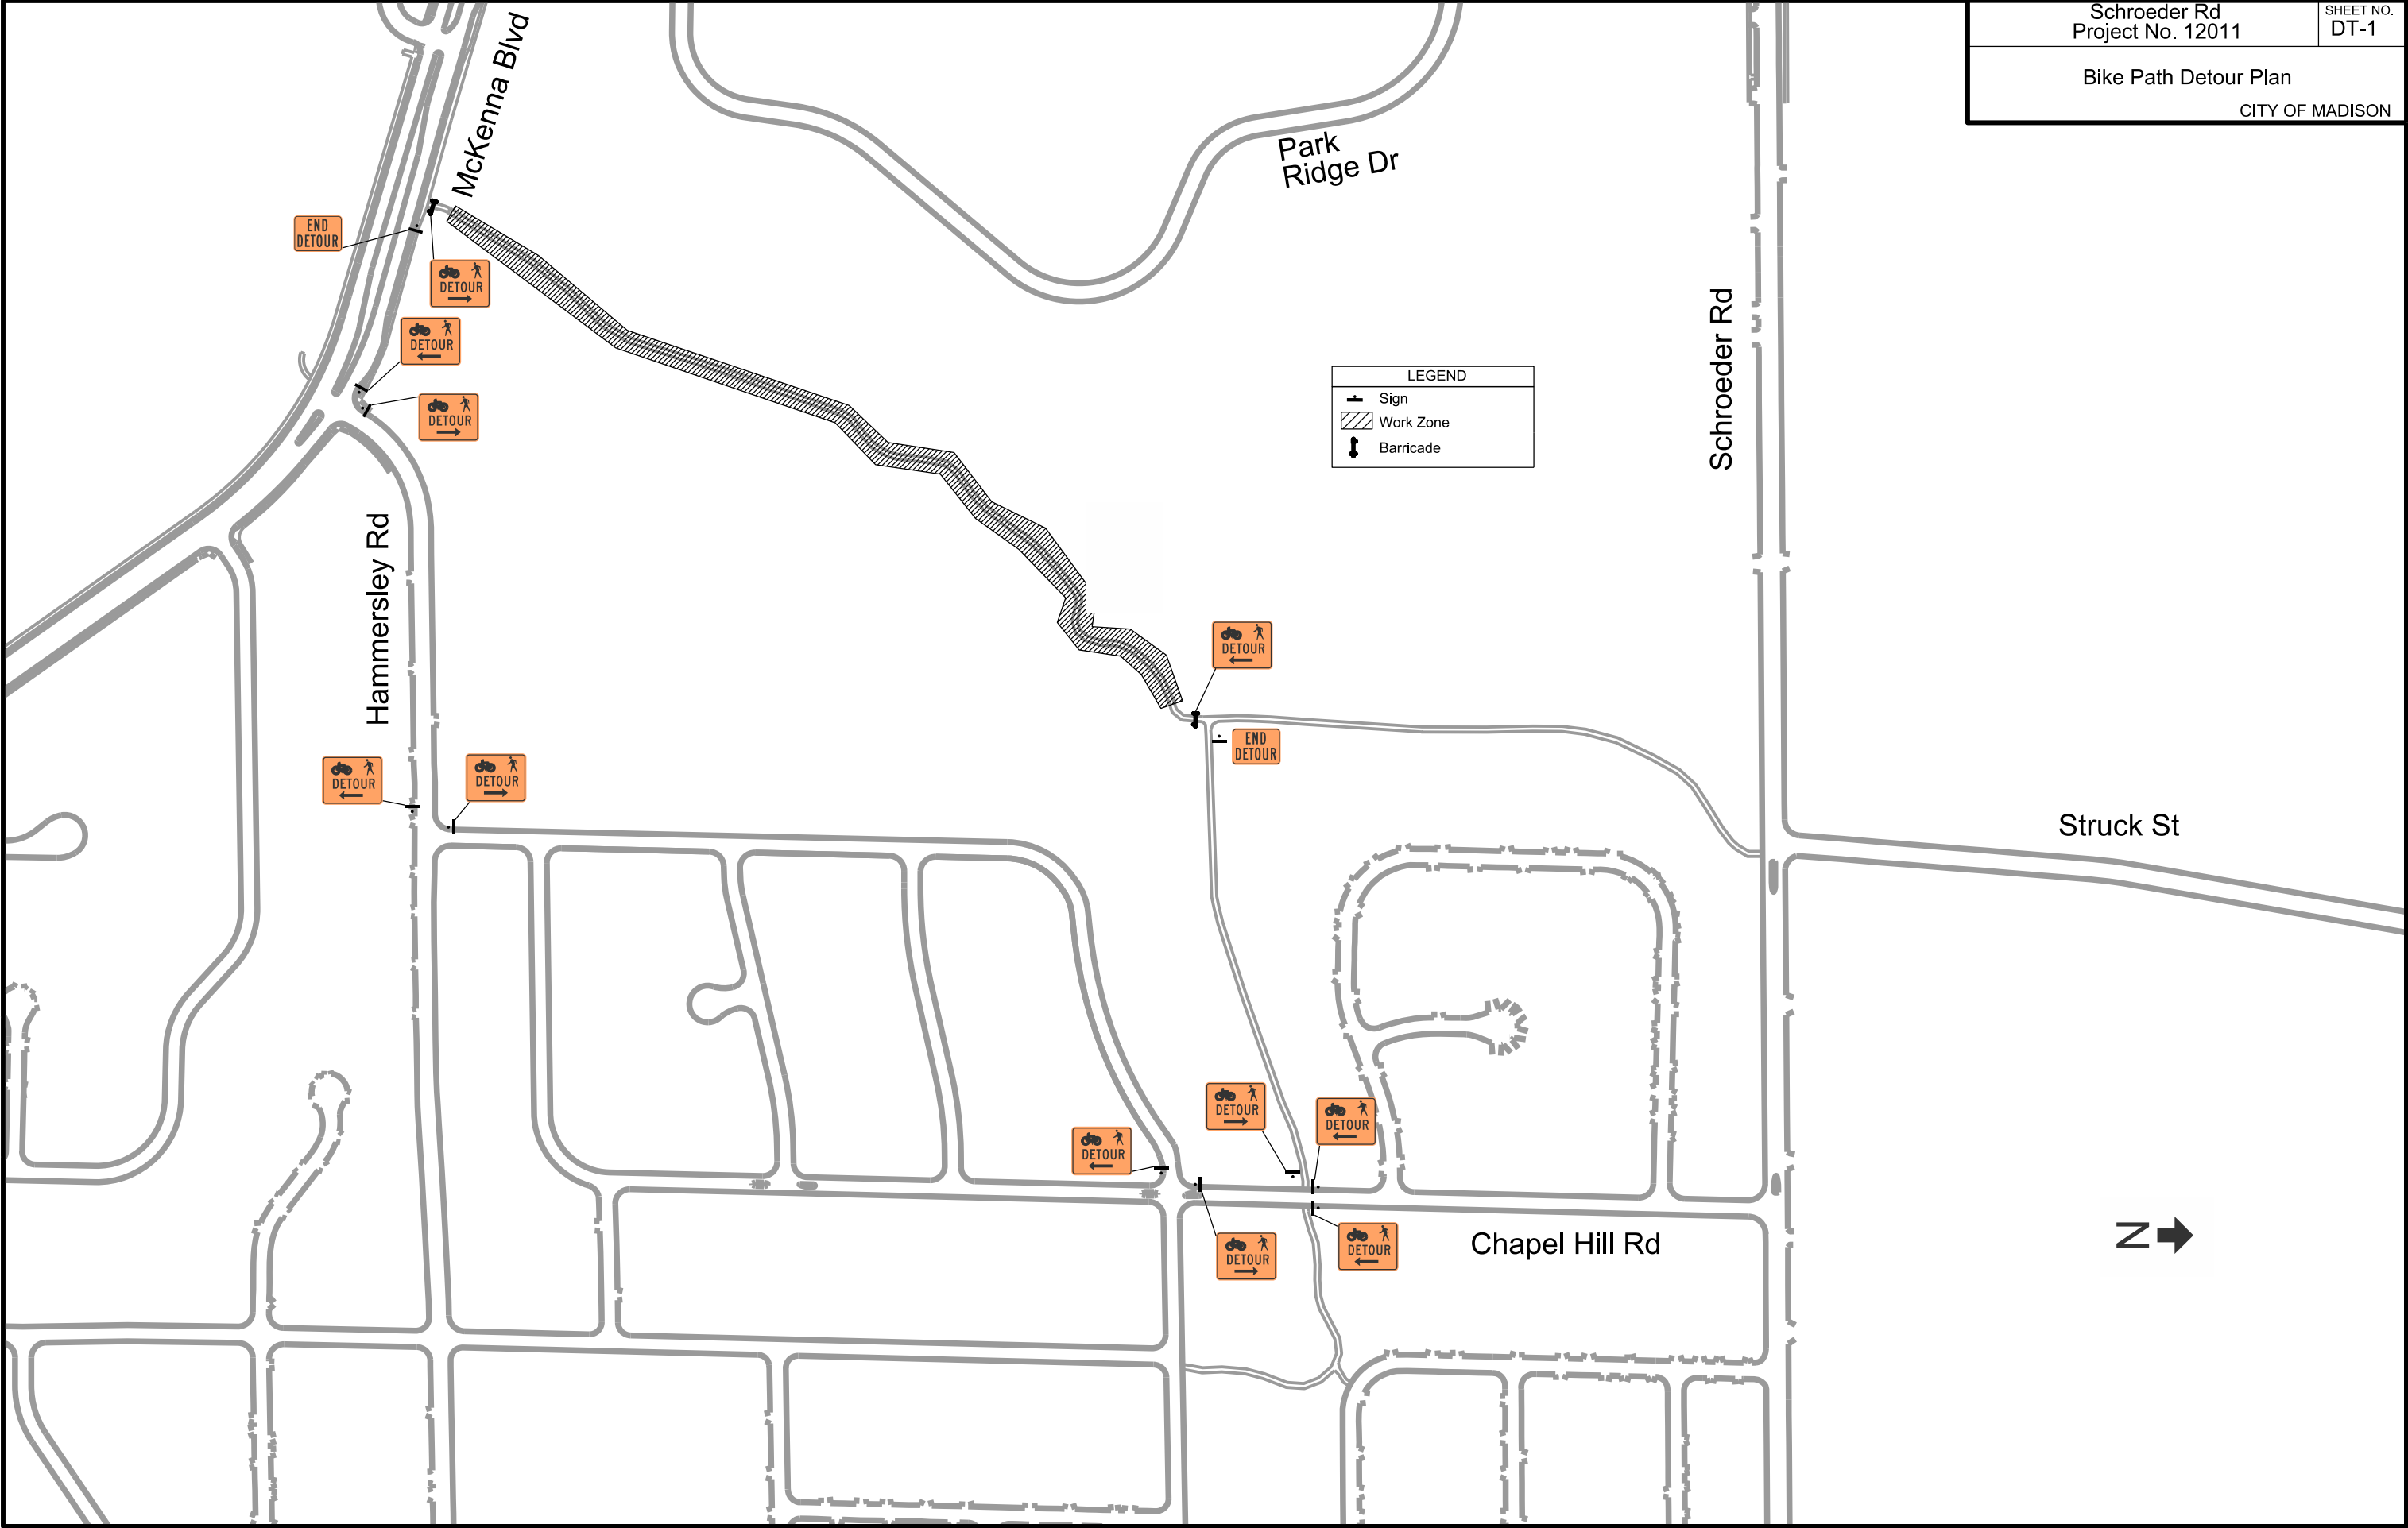 Schroeder Rd
Project No. 12011
SHEET NO.
DT-1
Bike Path Detour Plan
CITY OF MADISON
McKenna Blvd
Park
Ridge Dr
END
DETOUR
DETOUR
DETOUR
DETOUR
Schroeder Rd
LEGEND
Sign
Work Zone
Barricade
Hammersley Rd
DETOUR
END
DETOUR
DETOUR
DETOUR
Struck St
DETOUR
DETOUR
DETOUR
DETOUR
DETOUR
Chapel Hill Rd
N